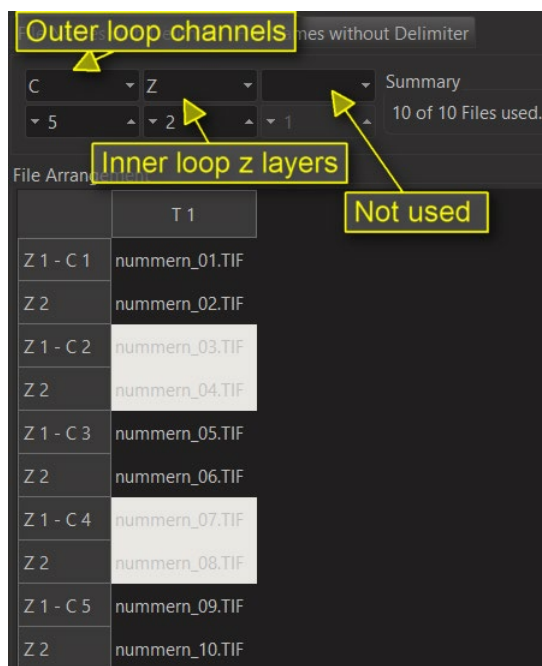 Outer loop channels
mes without Delimiter
C
Z
Summary
5
2
1
10 of 10 Files used.
Inner loop z layers
File Arrang
Not used
T 1
Z 1 - C 1 nummern_01.TIF
Z 2 nummern_02.TIF
Z 1 - C 2 nummern_03.TIF
Z 2 nummern_04.TIF
Z 1 - C 3 nummern_05.TIF
Z 2 nummern_06.TIF
Z 1 - C 4 nummern_07.TIF
Z 2 nummern_08.TIF
Z 1 - C 5 nummern_09.TIF
Z 2 nummern_10.TIF